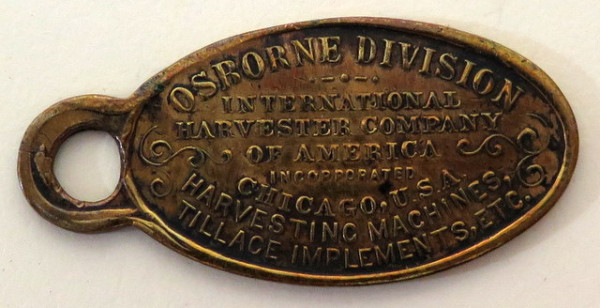 OSBORNE DIVISION
INTERNATIONAL
HARVESTER COMPANY
OF AMERICA
INCORPORATED
CHICAGO, U.S.A.
HARVESTING MACHINES,
TILLAGE IMPLEMENTS, ETC.